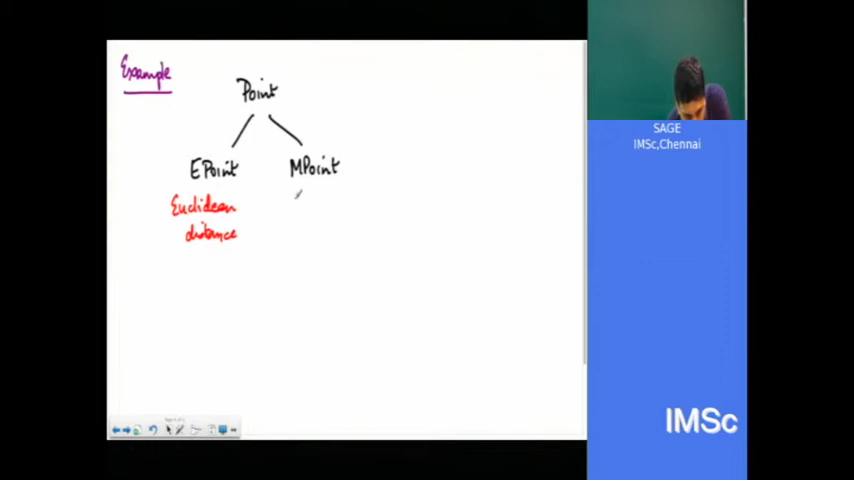 Example
Point
EPoint MPoint
Euclidean
distance
SAGE
IMSc,Chennai
IMSc